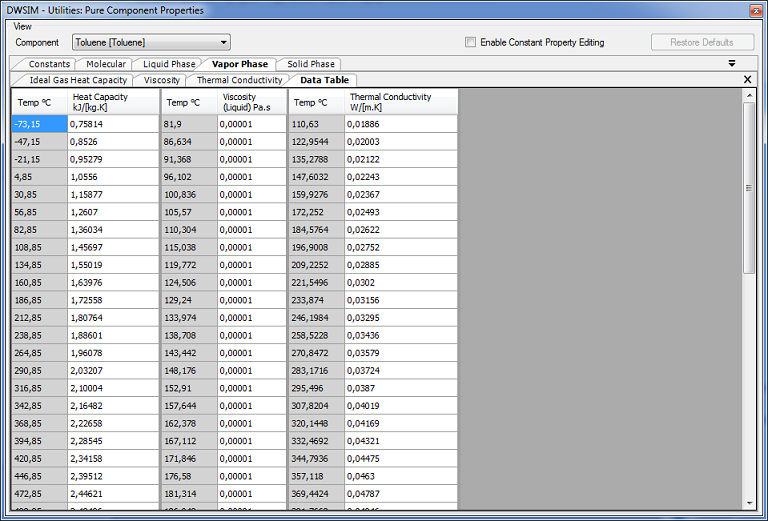 DWSIM - Utilities: Pure Component Properties
View
Component Toluene [Toluene] Enable Constant Property Editing Restore Defaults
Constants Molecular Liquid Phase Vapor Phase Solid Phase
Ideal Gas Heat Capacity Viscosity Thermal Conductivity Data Table
Temp ºC Heat Capacity kJ/[kg.K] Temp ºC Viscosity (Liquid) Pa.s Temp ºC Thermal Conductivity W/[m.K]
-73,15 0,75814 81,9 0,00001 110,63 0,01886
-47,15 0,8526 86,634 0,00001 122,9544 0,02003
-21,15 0,95279 91,368 0,00001 135,2788 0,02122
4,85 1,0556 96,102 0,00001 147,6032 0,02243
30,85 1,15877 100,836 0,00001 159,9276 0,02367
56,85 1,2607 105,57 0,00001 172,252 0,02493
82,85 1,36034 110,304 0,00001 184,5764 0,02622
108,85 1,45697 115,038 0,00001 196,9008 0,02752
134,85 1,55019 119,772 0,00001 209,2252 0,02885
160,85 1,63976 124,506 0,00001 221,5496 0,0302
186,85 1,72558 129,24 0,00001 233,874 0,03156
212,85 1,80764 133,974 0,00001 246,1984 0,03295
238,85 1,88601 138,708 0,00001 258,5228 0,03436
264,85 1,96078 143,442 0,00001 270,8472 0,03579
290,85 2,03207 148,176 0,00001 283,1716 0,03724
316,85 2,10004 152,91 0,00001 295,496 0,0387
342,85 2,16482 157,644 0,00001 307,8204 0,04019
368,85 2,22658 162,378 0,00001 320,1448 0,04169
394,85 2,28545 167,112 0,00001 332,4692 0,04321
420,85 2,34158 171,846 0,00001 344,7936 0,04475
446,85 2,39512 176,58 0,00001 357,118 0,0463
472,85 2,44621 181,314 0,00001 369,4424 0,04787